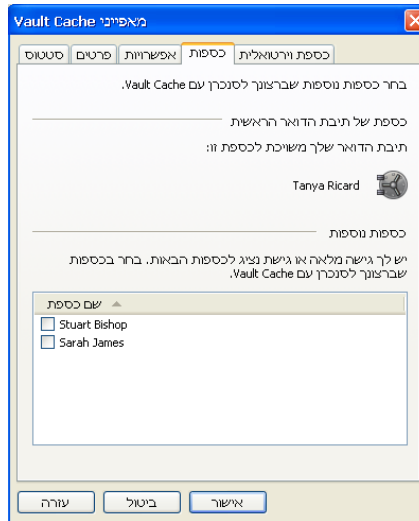 מאפייני Vault Cache
סטטוס פרטים אפשרויות כספות כספת וירטואלית
בחר כספות נוספות שברצונך לסנכרן עם Vault Cache.
כספת של תיבת הדואר הראשית
תיבת הדואר שלך משויכת לכספת זו:
Tanya Ricard
כספות נוספות
יש לך גישה מלאה או גישת נציג לכספות הבאות. בחר בכספות
שברצונך לסנכרן עם Vault Cache.
שם כספת
Stuart Bishop
Sarah James
אישור ביטול עזרה